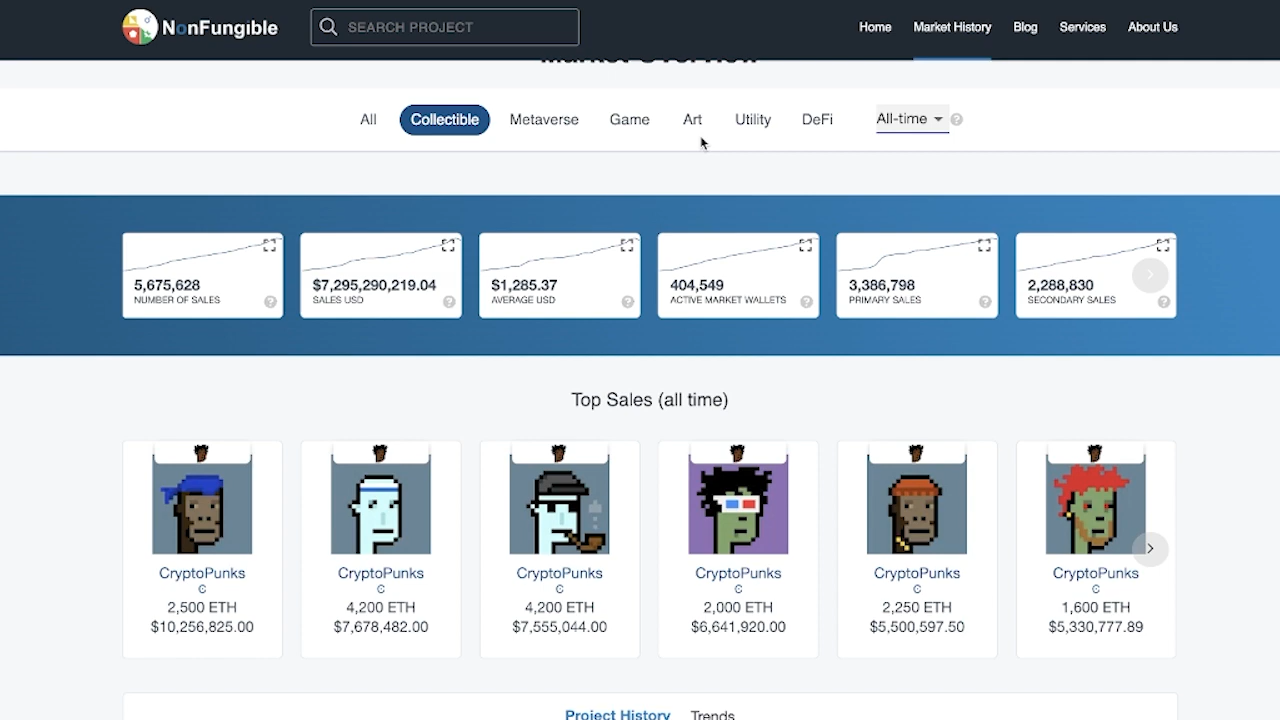 NonFungible
SEARCH PROJECT
Home Market History Blog Services About Us
Market Overview
All Collectible Metaverse Game Art Utility DeFi All-time
5,675,628
NUMBER OF SALES
$7,295,290,219.04
SALES USD
$1,285.37
AVERAGE USD
404,549
ACTIVE MARKET WALLETS
3,386,798
PRIMARY SALES
2,288,830
SECONDARY SALES
Top Sales (all time)
CryptoPunks
2,500 ETH
$10,256,825.00
CryptoPunks
4,200 ETH
$7,678,482.00
CryptoPunks
4,200 ETH
$7,555,044.00
CryptoPunks
2,000 ETH
$6,641,920.00
CryptoPunks
2,250 ETH
$5,500,597.50
CryptoPunks
1,600 ETH
$5,330,777.89
Project History Trends